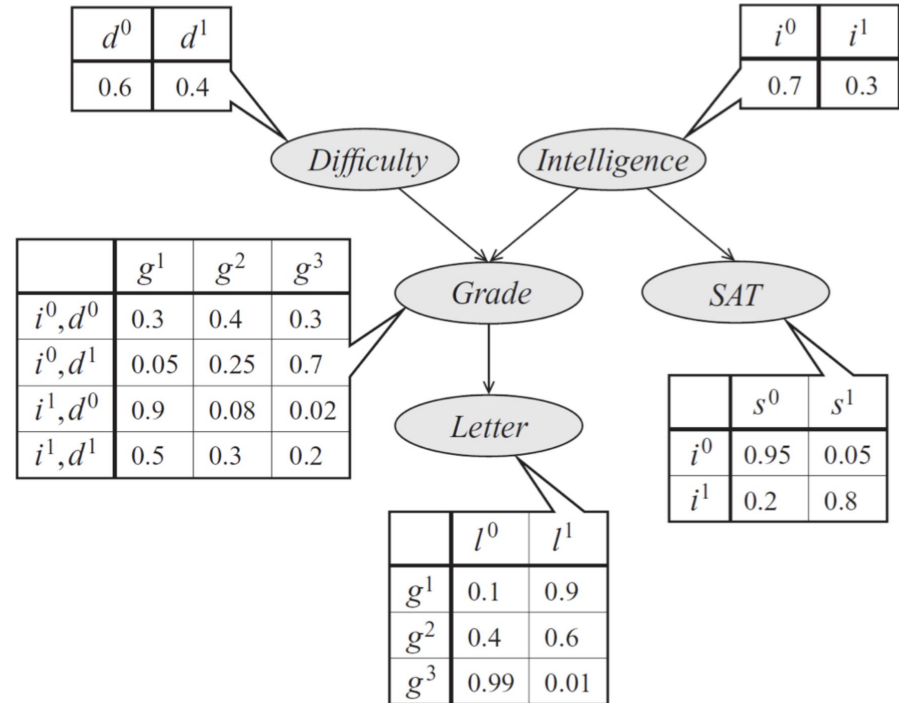 d⁰ d¹
0.6 0.4
i⁰ i¹
0.7 0.3
Difficulty
Intelligence
g¹ g² g³
i⁰,d⁰ 0.3 0.4 0.3
i⁰,d¹ 0.05 0.25 0.7
i¹,d⁰ 0.9 0.08 0.02
i¹,d¹ 0.5 0.3 0.2
Grade
SAT
Letter
s⁰ s¹
i⁰ 0.95 0.05
i¹ 0.2 0.8
l⁰ l¹
g¹ 0.1 0.9
g² 0.4 0.6
g³ 0.99 0.01